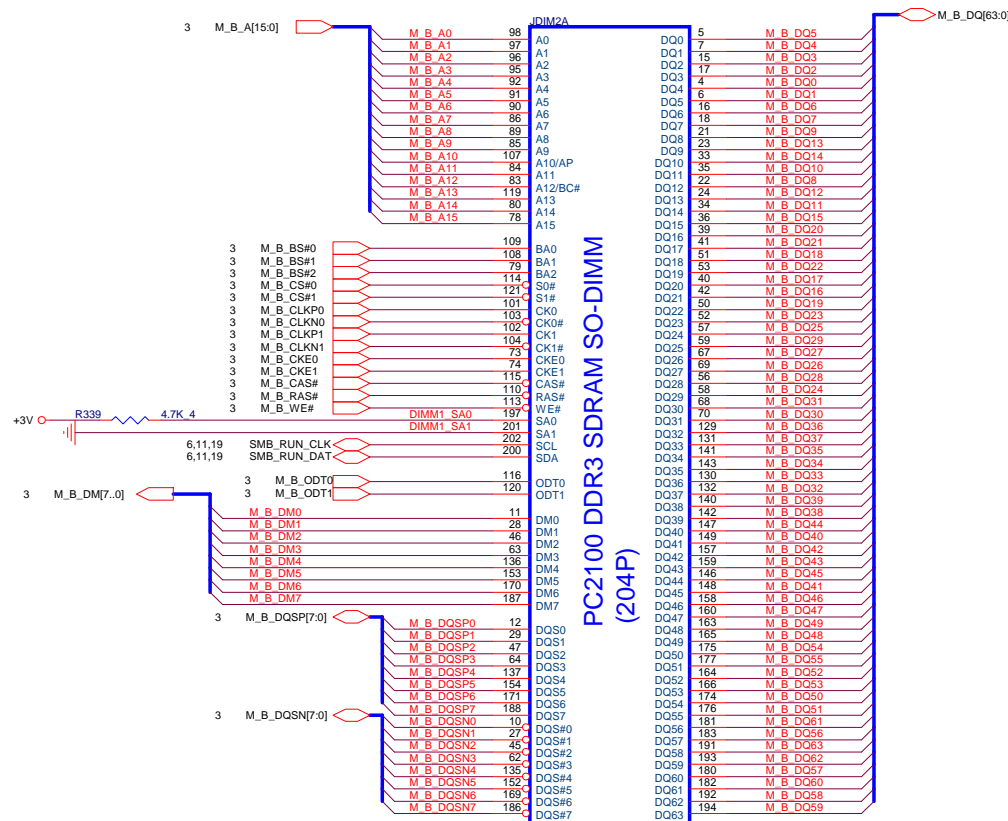 3 M_B_A[15:0]
JDIM2A
M_B_DQ[63:0]
M_B_A0 98 A0
M_B_A1 97 A1
M_B_A2 96 A2
M_B_A3 95 A3
M_B_A4 92 A4
M_B_A5 91 A5
M_B_A6 90 A6
M_B_A7 86 A7
M_B_A8 89 A8
M_B_A9 85 A9
M_B_A10 107 A10/AP
M_B_A11 84 A11
M_B_A12 83 A12/BC#
M_B_A13 119 A13
M_B_A14 80 A14
M_B_A15 78 A15
3 M_B_BS#0 109 BA0
3 M_B_BS#1 108 BA1
3 M_B_BS#2 79 BA2
3 M_B_CS#0 114 S0#
3 M_B_CS#1 121 S1#
3 M_B_CLKP0 101 CK0
3 M_B_CLKN0 103 CK0#
3 M_B_CLKP1 102 CK1
3 M_B_CLKN1 104 CK1#
3 M_B_CKE0 73 CKE0
3 M_B_CKE1 74 CKE1
3 M_B_CAS# 115 CAS#
3 M_B_RAS# 110 RAS#
3 M_B_WE# 113 WE#
+3V R339 4.7K_4 DIMM1_SA0 197 SA0
DIMM1_SA1 201 SA1
6,11,19 SMB_RUN_CLK 202 SCL
6,11,19 SMB_RUN_DAT 200 SDA
3 M_B_ODT0 116 ODT0
3 M_B_ODT1 120 ODT1
3 M_B_DM[7..0]
M_B_DM0 11 DM0
M_B_DM1 28 DM1
M_B_DM2 46 DM2
M_B_DM3 63 DM3
M_B_DM4 136 DM4
M_B_DM5 153 DM5
M_B_DM6 170 DM6
M_B_DM7 187 DM7
3 M_B_DQSP[7:0]
M_B_DQSP0 12 DQS0
M_B_DQSP1 29 DQS1
M_B_DQSP2 47 DQS2
M_B_DQSP3 64 DQS3
M_B_DQSP4 137 DQS4
M_B_DQSP5 154 DQS5
M_B_DQSP6 171 DQS6
M_B_DQSP7 188 DQS7
3 M_B_DQSN[7:0]
M_B_DQSN0 10 DQS#0
M_B_DQSN1 27 DQS#1
M_B_DQSN2 45 DQS#2
M_B_DQSN3 62 DQS#3
M_B_DQSN4 135 DQS#4
M_B_DQSN5 152 DQS#5
M_B_DQSN6 169 DQS#6
M_B_DQSN7 186 DQS#7
PC2100 DDR3 SDRAM SO-DIMM
(204P)
DQ0 5 M_B_DQ5
DQ1 7 M_B_DQ4
DQ2 15 M_B_DQ3
DQ3 17 M_B_DQ2
DQ4 4 M_B_DQ0
DQ5 6 M_B_DQ1
DQ6 16 M_B_DQ6
DQ7 18 M_B_DQ7
DQ8 21 M_B_DQ9
DQ9 23 M_B_DQ13
DQ10 33 M_B_DQ14
DQ11 35 M_B_DQ10
DQ12 22 M_B_DQ8
DQ13 24 M_B_DQ12
DQ14 34 M_B_DQ11
DQ15 36 M_B_DQ15
DQ16 39 M_B_DQ20
DQ17 41 M_B_DQ21
DQ18 51 M_B_DQ18
DQ19 53 M_B_DQ22
DQ20 40 M_B_DQ17
DQ21 42 M_B_DQ16
DQ22 50 M_B_DQ19
DQ23 52 M_B_DQ23
DQ24 57 M_B_DQ25
DQ25 59 M_B_DQ29
DQ26 67 M_B_DQ27
DQ27 69 M_B_DQ26
DQ28 56 M_B_DQ28
DQ29 58 M_B_DQ24
DQ30 68 M_B_DQ31
DQ31 70 M_B_DQ30
DQ32 129 M_B_DQ36
DQ33 131 M_B_DQ37
DQ34 141 M_B_DQ35
DQ35 143 M_B_DQ34
DQ36 130 M_B_DQ33
DQ37 132 M_B_DQ32
DQ38 140 M_B_DQ39
DQ39 142 M_B_DQ38
DQ40 147 M_B_DQ44
DQ41 149 M_B_DQ40
DQ42 157 M_B_DQ42
DQ43 159 M_B_DQ43
DQ44 146 M_B_DQ45
DQ45 148 M_B_DQ41
DQ46 158 M_B_DQ46
DQ47 160 M_B_DQ47
DQ48 163 M_B_DQ49
DQ49 165 M_B_DQ48
DQ50 175 M_B_DQ54
DQ51 177 M_B_DQ55
DQ52 164 M_B_DQ52
DQ53 166 M_B_DQ53
DQ54 174 M_B_DQ50
DQ55 176 M_B_DQ51
DQ56 181 M_B_DQ61
DQ57 183 M_B_DQ56
DQ58 191 M_B_DQ63
DQ59 193 M_B_DQ62
DQ60 180 M_B_DQ57
DQ61 182 M_B_DQ60
DQ62 192 M_B_DQ58
DQ63 194 M_B_DQ59